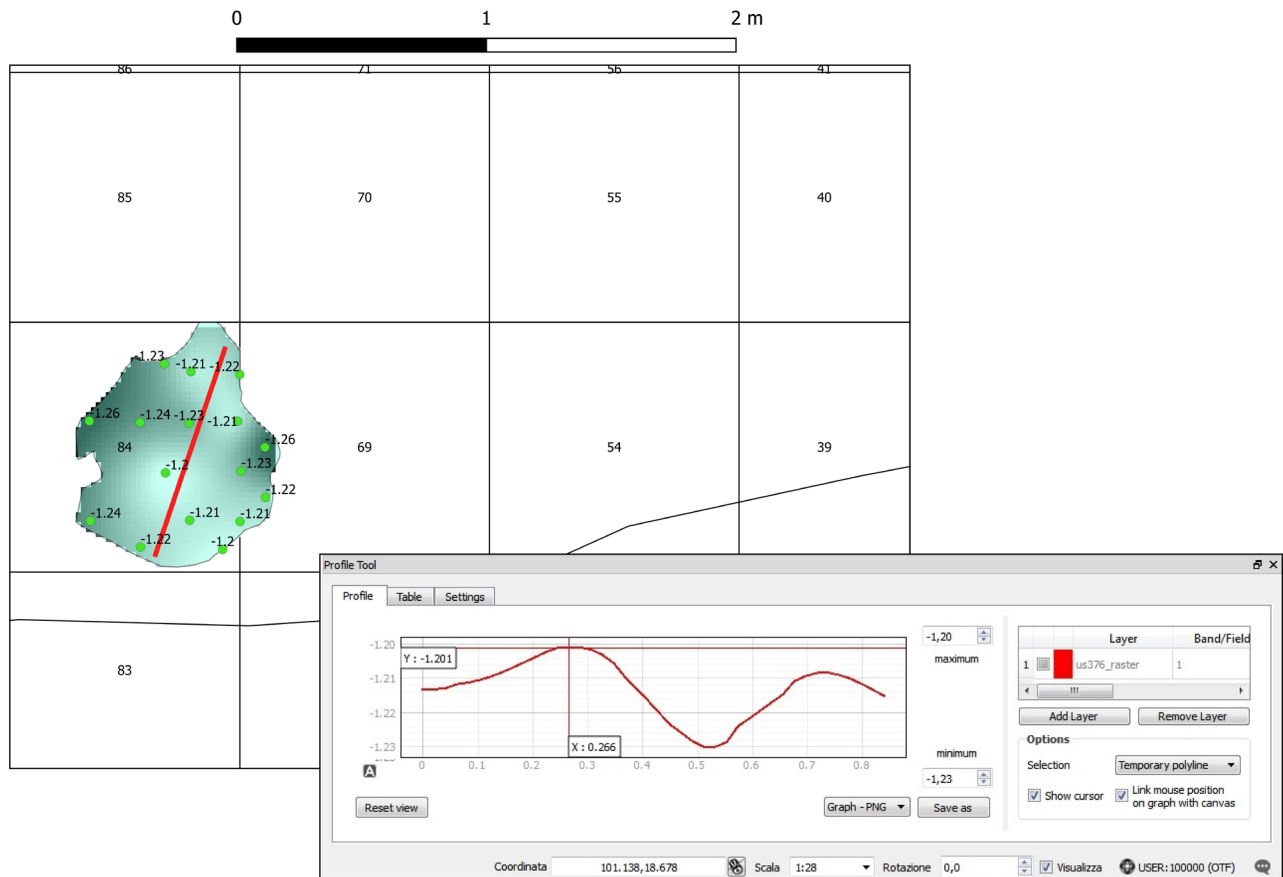 0 1 2 m
86 71 56 41
85 70 55 40
-1.23 -1.21 -1.22
-1.26 -1.24 -1.23 -1.21
84 -1.26 69 54 39
-1.2 -1.23
-1.22
-1.24 -1.21 -1.21
-1.22 -1.2
83
Profile Tool
Profile Table Settings
-1.20
-1.21
-1.22
-1.23
Y : -1.201
X : 0.266
0 0.1 0.2 0.3 0.4 0.5 0.6 0.7 0.8
A
-1,20
maximum
minimum
-1,23
Reset view Graph - PNG Save as
Layer Band/Field
1 us376_raster 1
Add Layer Remove Layer
Options
Selection Temporary polyline
Show cursor Link mouse position
on graph with canvas
Coordinata 101.138,18.678 Scala 1:28 Rotazione 0,0 Visualizza USER:100000 (OTF)